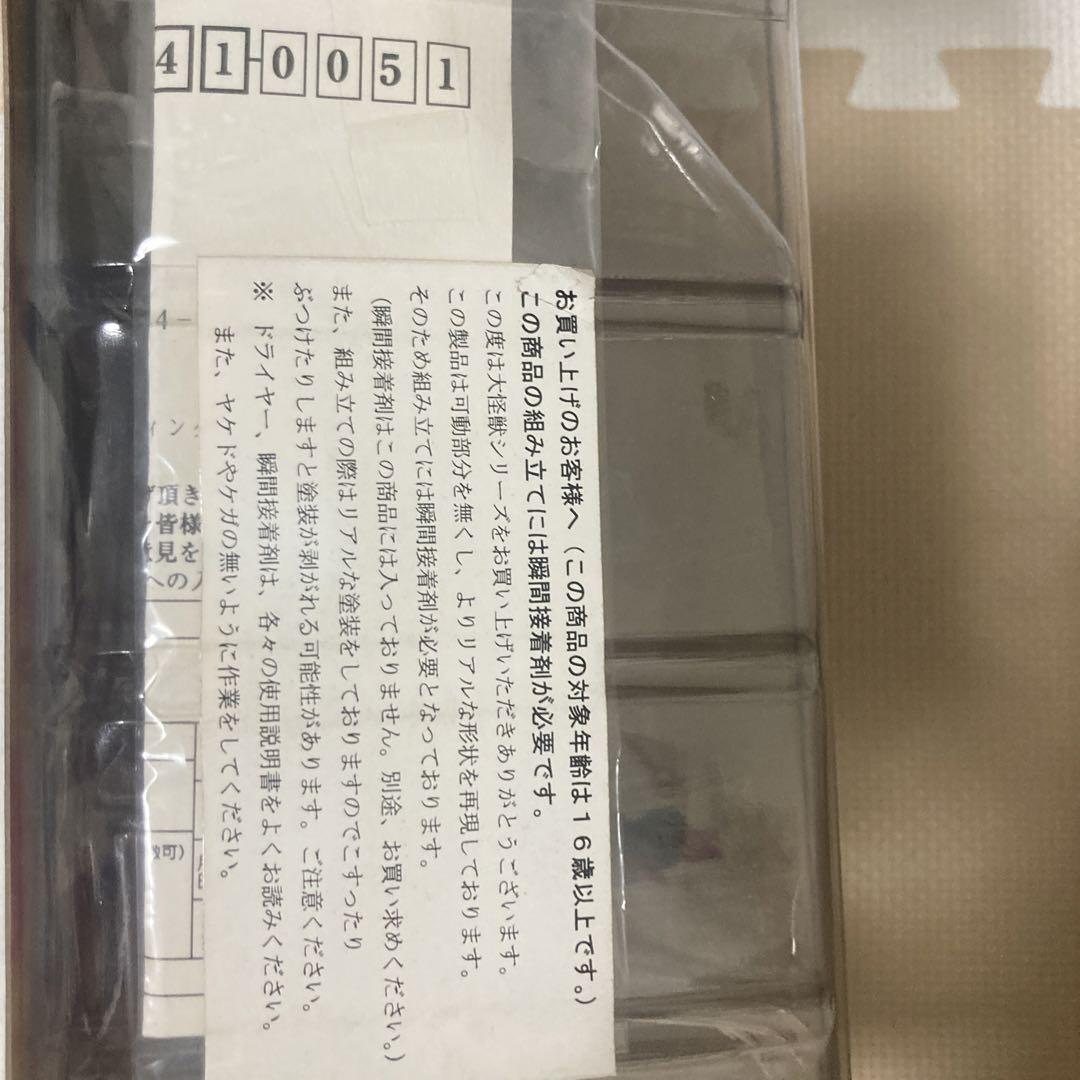 41-0051
お買い上げのお客様へ（この商品の対象年齢は１６歳以上です。）
この商品の組み立てには瞬間接着剤が必要です。
この度は大怪獣シリーズをお買い上げいただきありがとうございます。
この製品は可動部分を無くし、よりリアルな形状を再現しております。
そのため組み立てには瞬間接着剤が必要となっております。
（瞬間接着剤はこの商品には入っておりません。別途、お買い求めください。）
また、組み立ての際はリアルな塗装をしておりますのでこすったり
ぶつけたりしますと塗装が剥がれる可能性があります。ご注意ください。
※ ドライヤー、瞬間接着剤は、各々の使用説明書をよくお読みください。
また、ヤケドやケガの無いように作業をしてください。
4-
ィン
頂き
皆様
見を
への
可）